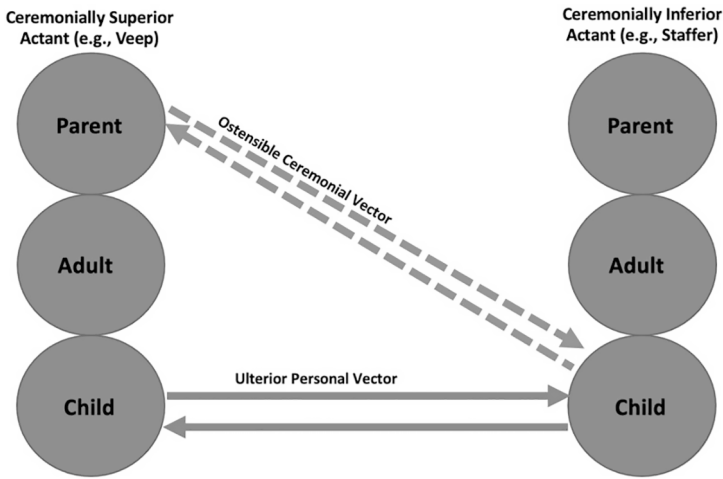 Ceremonially Superior
Actant (e.g., Veep)
Ceremonially Inferior
Actant (e.g., Staffer)
Parent
Parent
Ostensible Ceremonial Vector
Adult
Adult
Ulterior Personal Vector
Child
Child